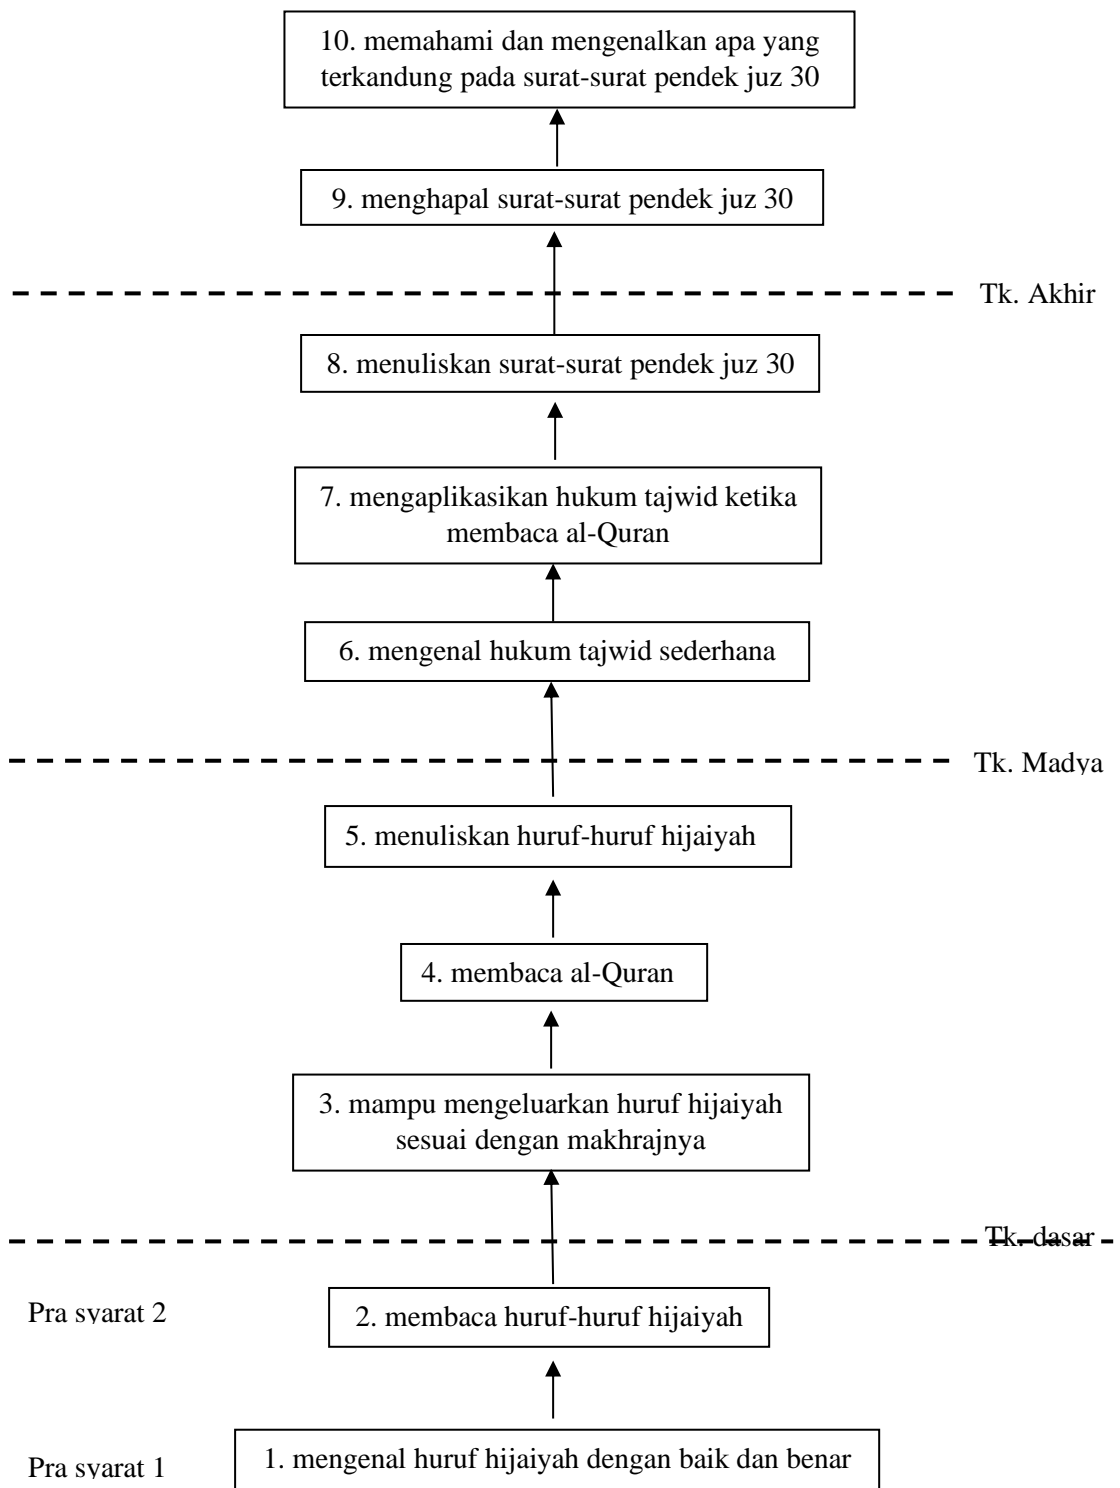 10. memahami dan mengenalkan apa yang
terkandung pada surat-surat pendek juz 30
9. menghapal surat-surat pendek juz 30
Tk. Akhir
8. menuliskan surat-surat pendek juz 30
7. mengaplikasikan hukum tajwid ketika
membaca al-Quran
6. mengenal hukum tajwid sederhana
Tk. Madya
5. menuliskan huruf-huruf hijaiyah
4. membaca al-Quran
3. mampu mengeluarkan huruf hijaiyah
sesuai dengan makhrajnya
Tk. dasar
Pra syarat 2
2. membaca huruf-huruf hijaiyah
Pra syarat 1
1. mengenal huruf hijaiyah dengan baik dan benar